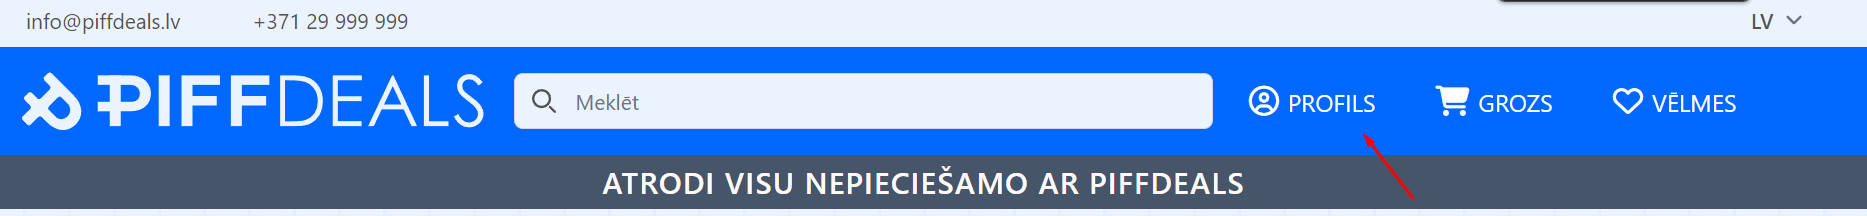 info@piffdeals.lv +371 29 999 999 LV
PIFFDEALS Meklēt PROFILS GROZS VĒLMES
ATRODI VISU NEPIECIEŠAMO AR PIFFDEALS